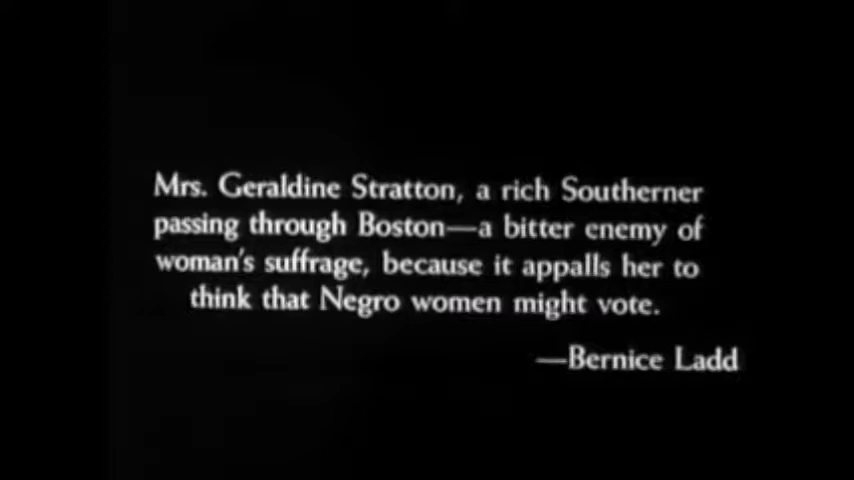 Mrs. Geraldine Stratton, a rich Southerner
passing through Boston—a bitter enemy of
woman's suffrage, because it appalls her to
think that Negro women might vote.
—Bernice Ladd